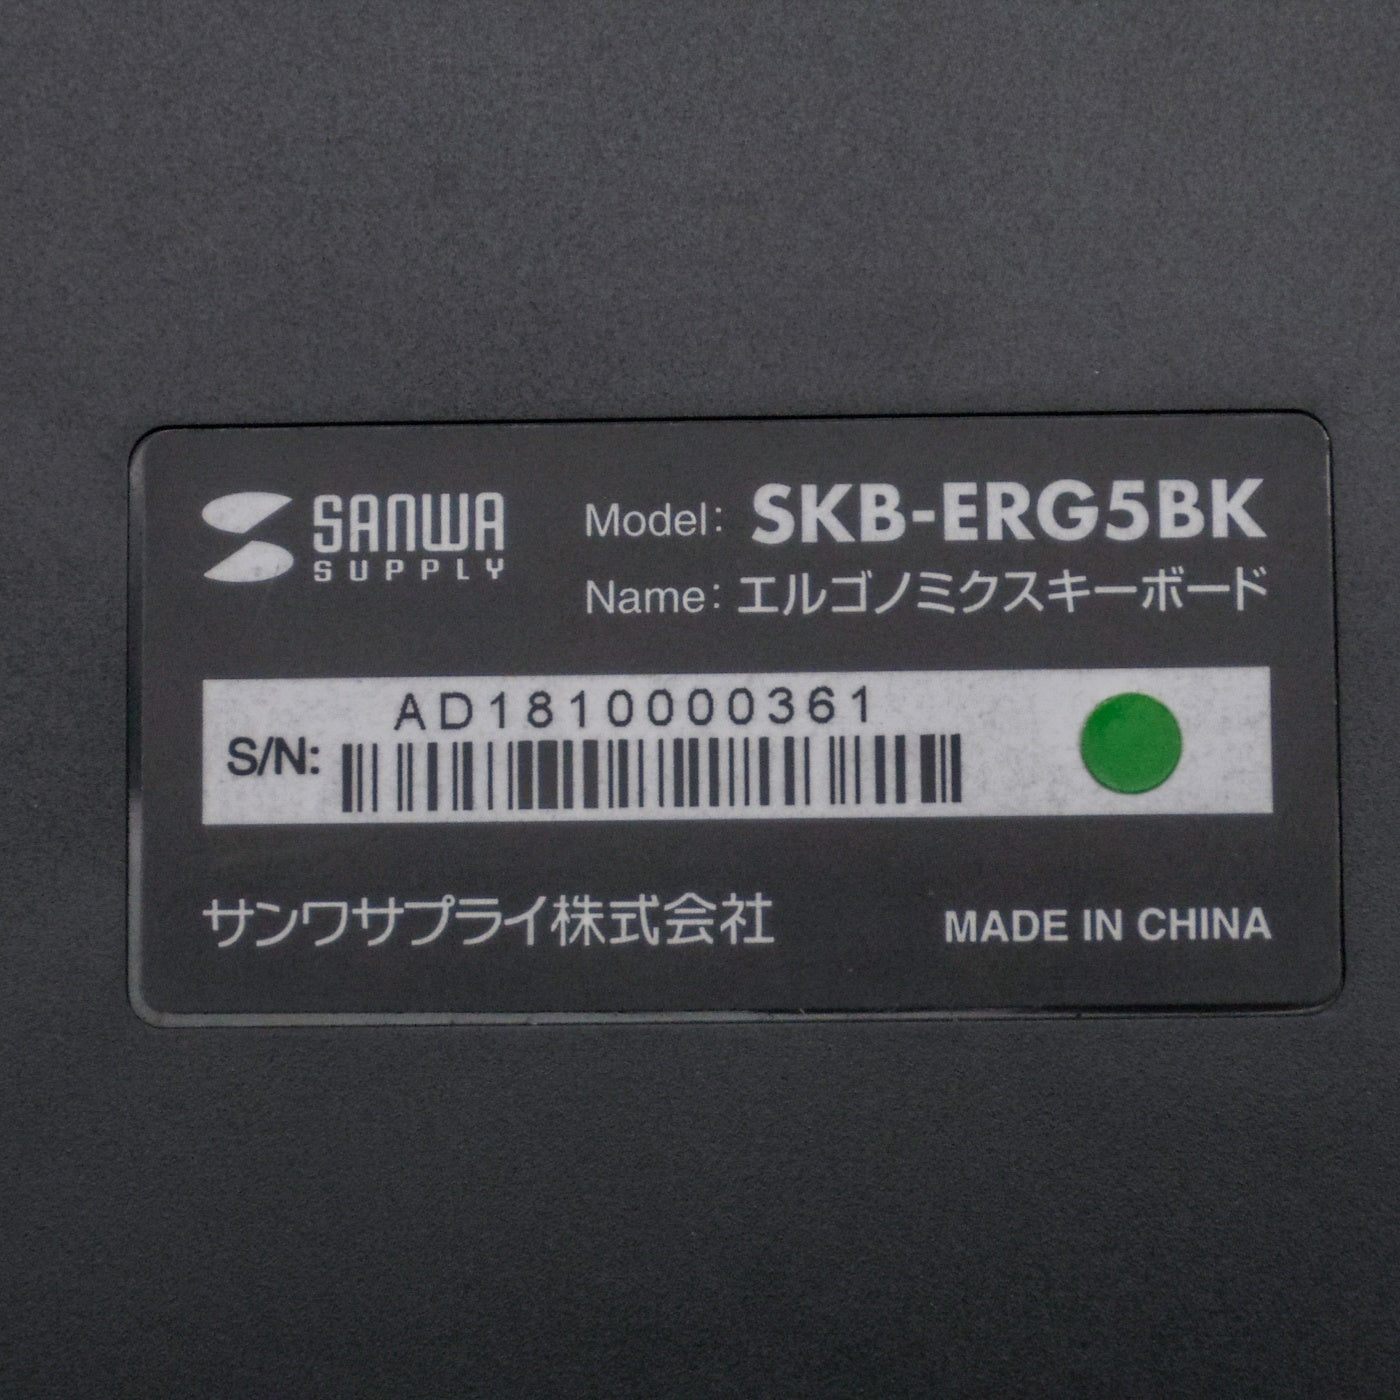 SANWA
SUPPLY
Model: SKB-ERG5BK
Name: エルゴノミクスキーボード
AD1810000361
S/N:
サンワサプライ株式会社
MADE IN CHINA